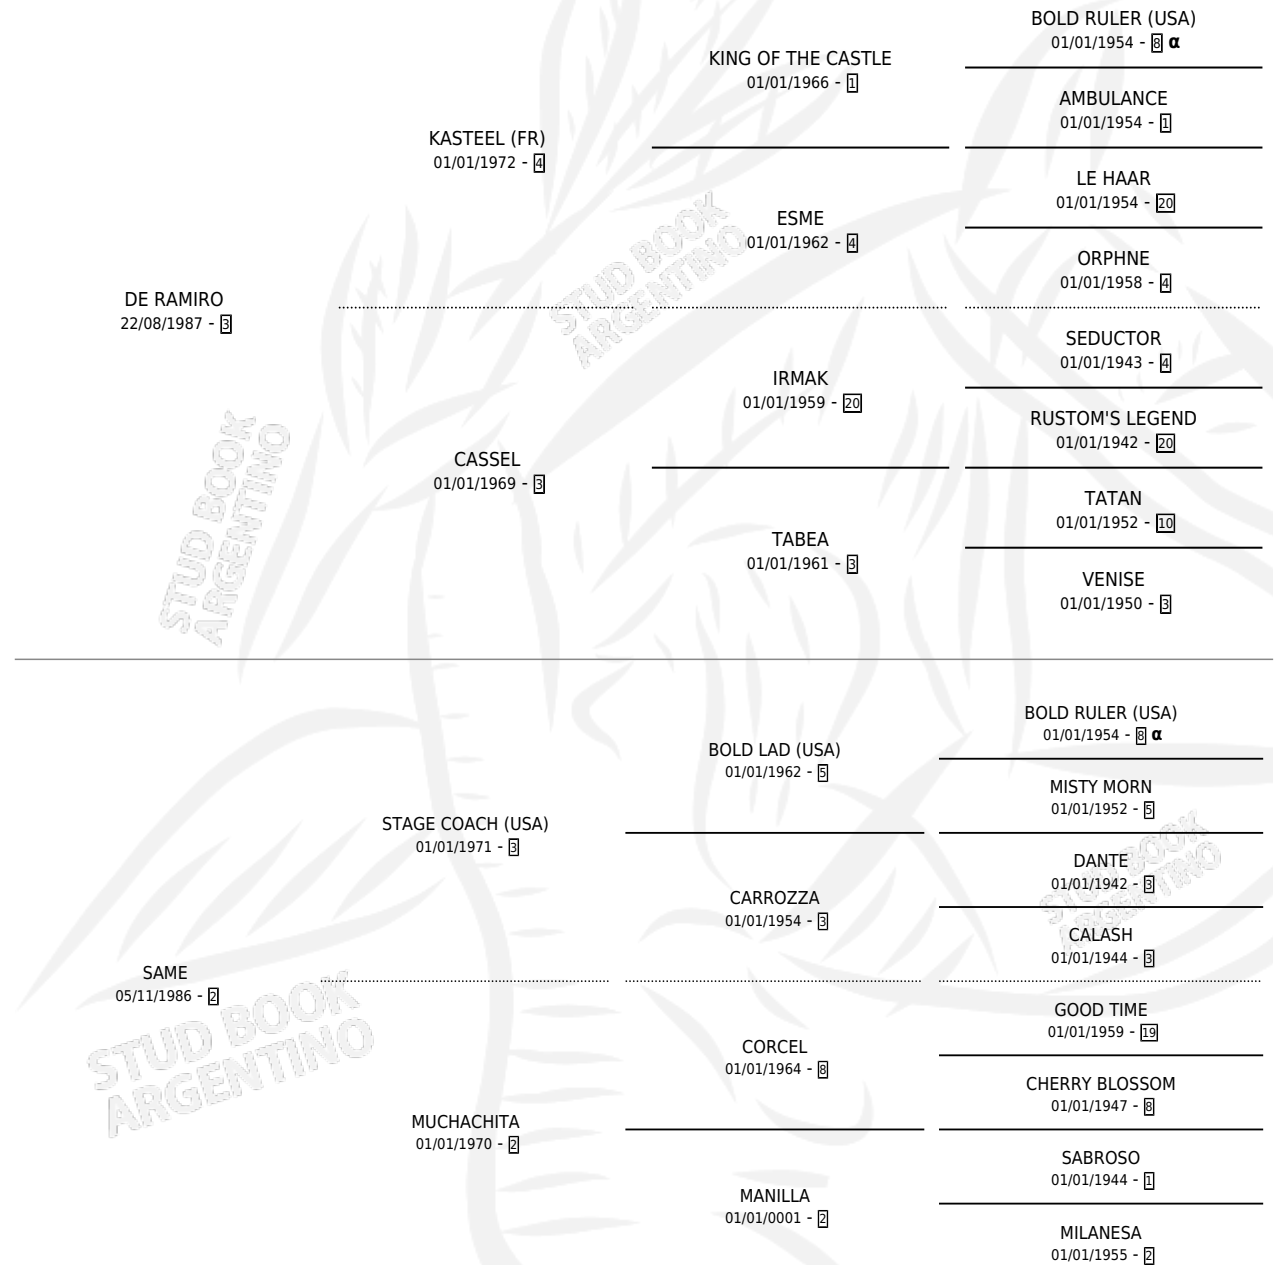 BOLD RULER (USA)
01/01/1954 - 8 α
KING OF THE CASTLE
01/01/1966 - 1
AMBULANCE
01/01/1954 - 1
KASTEEL (FR)
01/01/1972 - 4
LE HAAR
01/01/1954 - 20
ESME
01/01/1962 - 4
ORPHNE
01/01/1958 - 4
DE RAMIRO
22/08/1987 - 3
SEDUCTOR
01/01/1943 - 4
IRMAK
01/01/1959 - 20
RUSTOM'S LEGEND
01/01/1942 - 20
CASSEL
01/01/1969 - 3
TATAN
01/01/1952 - 10
TABEA
01/01/1961 - 3
VENISE
01/01/1950 - 3
BOLD RULER (USA)
01/01/1954 - 8 α
BOLD LAD (USA)
01/01/1962 - 5
MISTY MORN
01/01/1952 - 5
STAGE COACH (USA)
01/01/1971 - 3
DANTE
01/01/1942 - 3
CARROZZA
01/01/1954 - 3
CALASH
01/01/1944 - 3
SAME
05/11/1986 - 2
GOOD TIME
01/01/1959 - 19
CORCEL
01/01/1964 - 8
CHERRY BLOSSOM
01/01/1947 - 8
MUCHACHITA
01/01/1970 - 2
SABROSO
01/01/1944 - 1
MANILLA
01/01/0001 - 2
MILANESA
01/01/1955 - 2
STUD BOOK
ARGENTINO
STUD BOOK
ARGENTINO
STUD BOOK
ARGENTINO
STUD BOOK
ARGENTINO